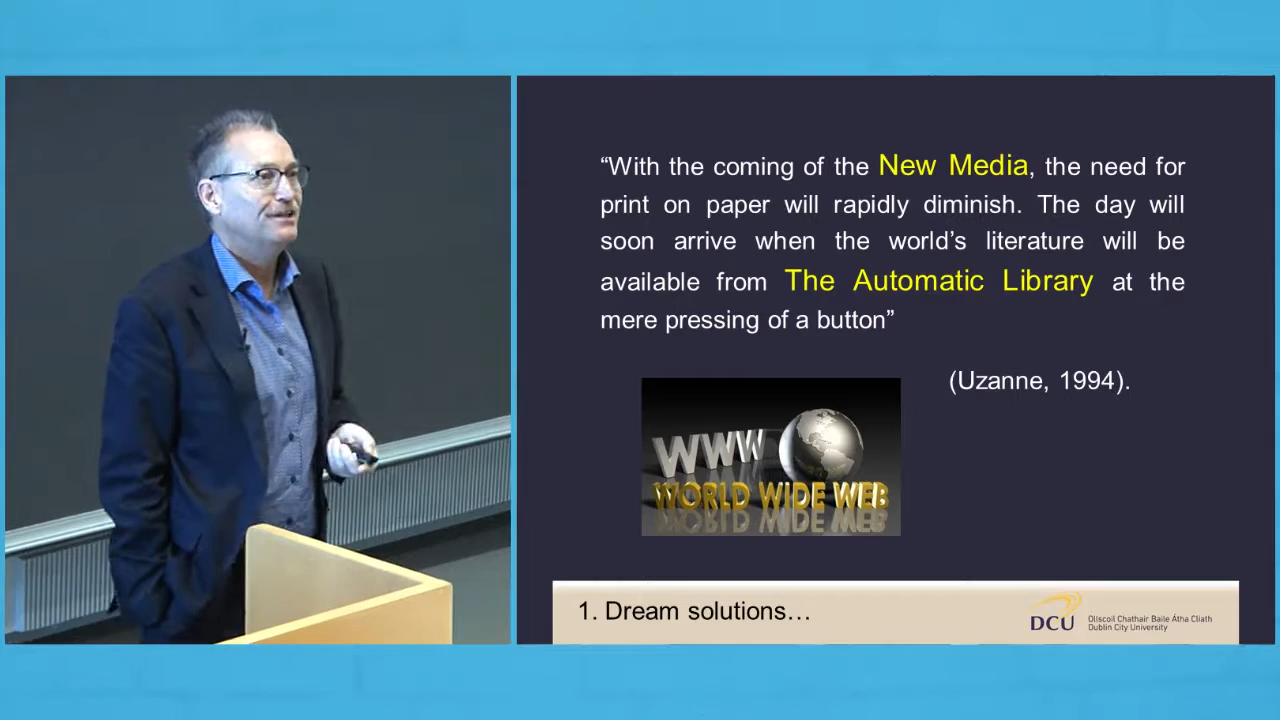 “With the coming of the New Media, the need for
print on paper will rapidly diminish. The day will
soon arrive when the world’s literature will be
available from The Automatic Library at the
mere pressing of a button”
(Uzanne, 1994).
WWW
WORLD WIDE WEB
1. Dream solutions…
DCU
Ollscoil Chathair Baile Átha Cliath
Dublin City University